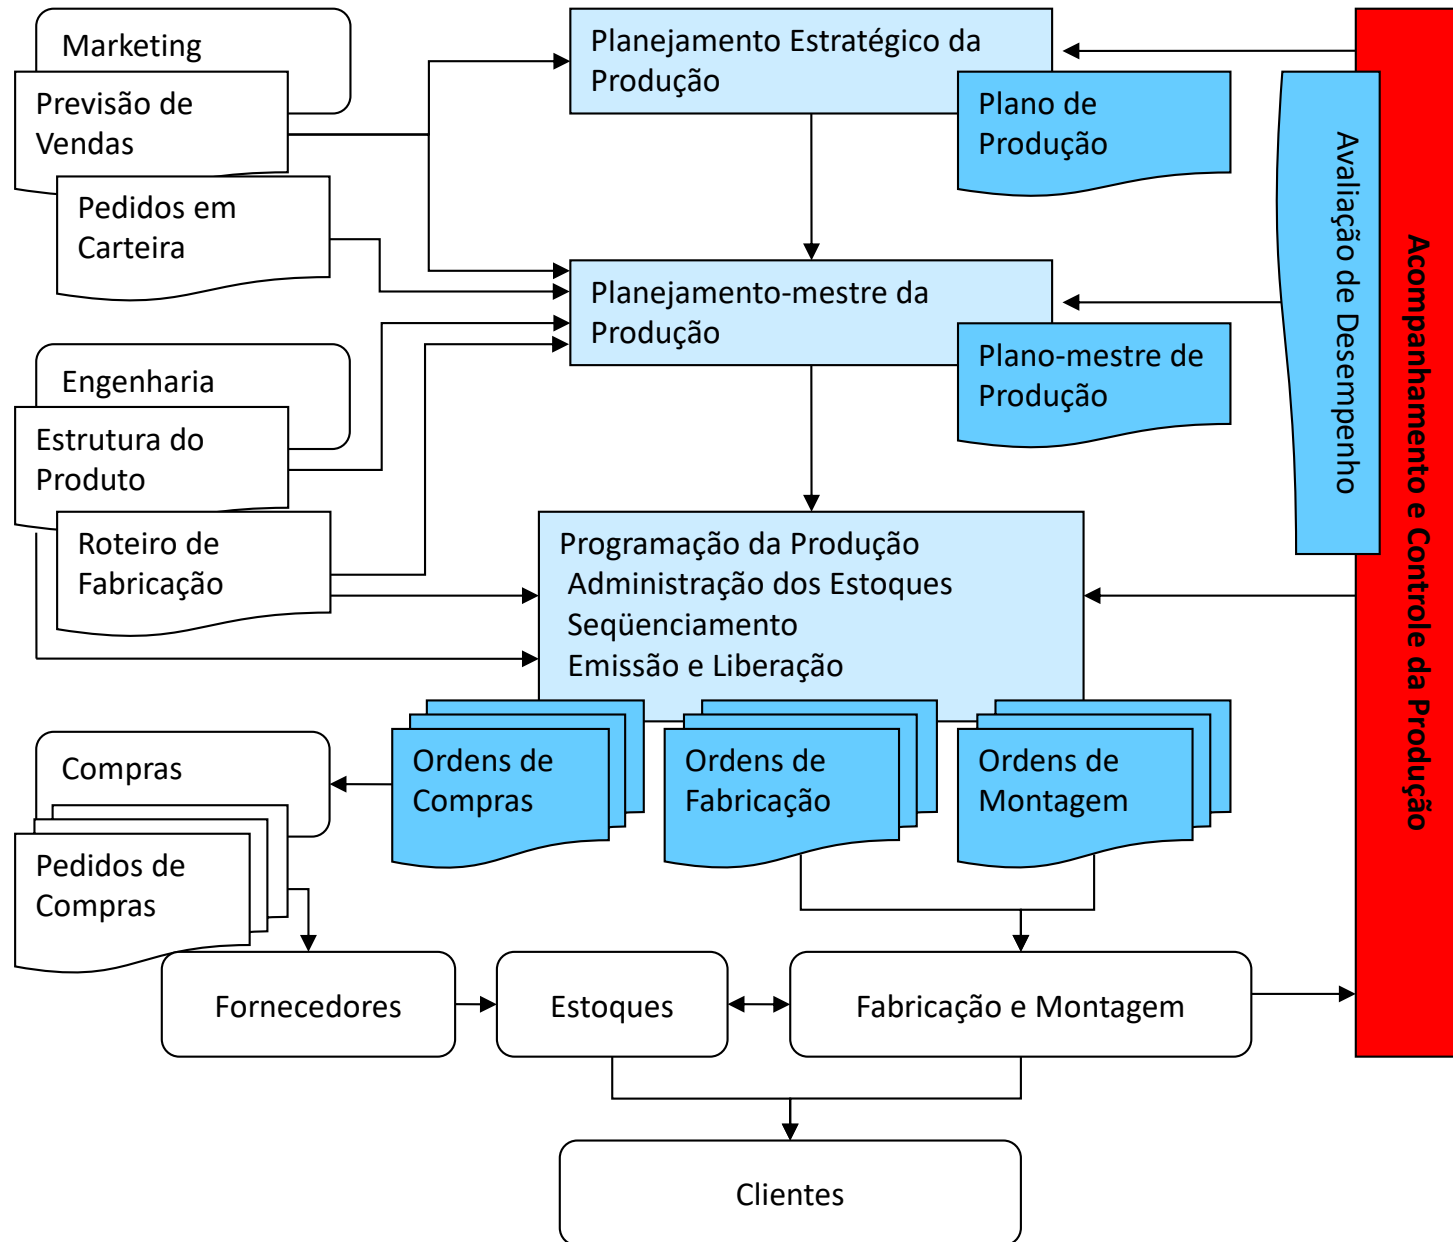 Marketing
Previsão de
Vendas
Pedidos em
Carteira
Planejamento Estratégico da
Produção
Plano de
Produção
Planejamento-mestre da
Produção
Plano-mestre de
Produção
Engenharia
Estrutura do
Produto
Roteiro de
Fabricação
Programação da Produção
Administração dos Estoques
Seqüenciamento
Emissão e Liberação
Avaliação de Desempenho
Acompanhamento e Controle da Produção
Compras
Pedidos de
Compras
Ordens de
Compras
Ordens de
Fabricação
Ordens de
Montagem
Fornecedores
Estoques
Fabricação e Montagem
Clientes